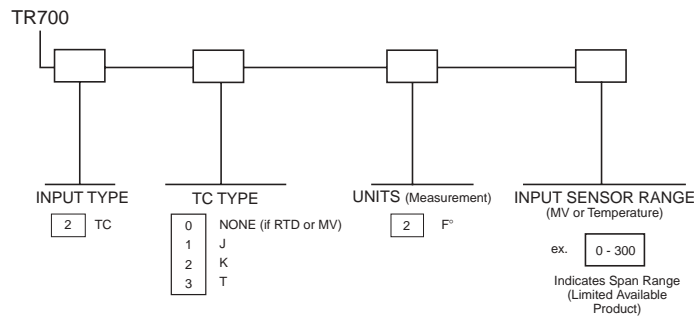 TR700
INPUT TYPE
2 TC
TC TYPE
0 NONE (if RTD or MV)
1 J
2 K
3 T
UNITS (Measurement)
2 F°
INPUT SENSOR RANGE
(MV or Temperature)
ex. 0 - 300
Indicates Span Range
(Limited Available
Product)